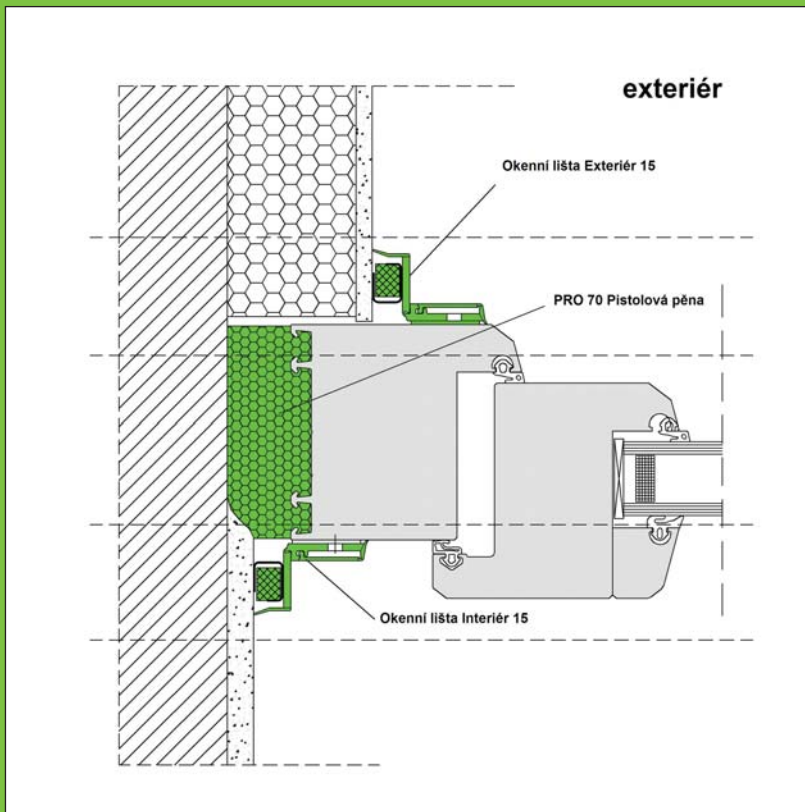 exteriér
Okenní lišta Exteriér 15
PRO 70 Pistolová pěna
Okenní lišta Interiér 15